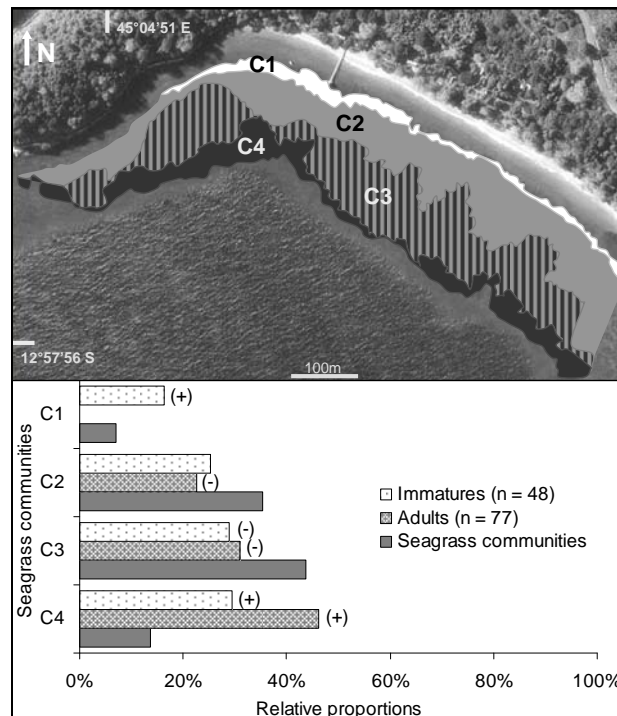 45°04'51 E
N
C1
C2
C4
C3
12°57'56 S
100m
Seagrass communities
C1
(+)
C2
(-)
C3
(-)
(-)
C4
(+)
(+)
Immatures (n = 48)
Adults (n = 77)
Seagrass communities
0%
20%
40%
60%
80%
100%
Relative proportions